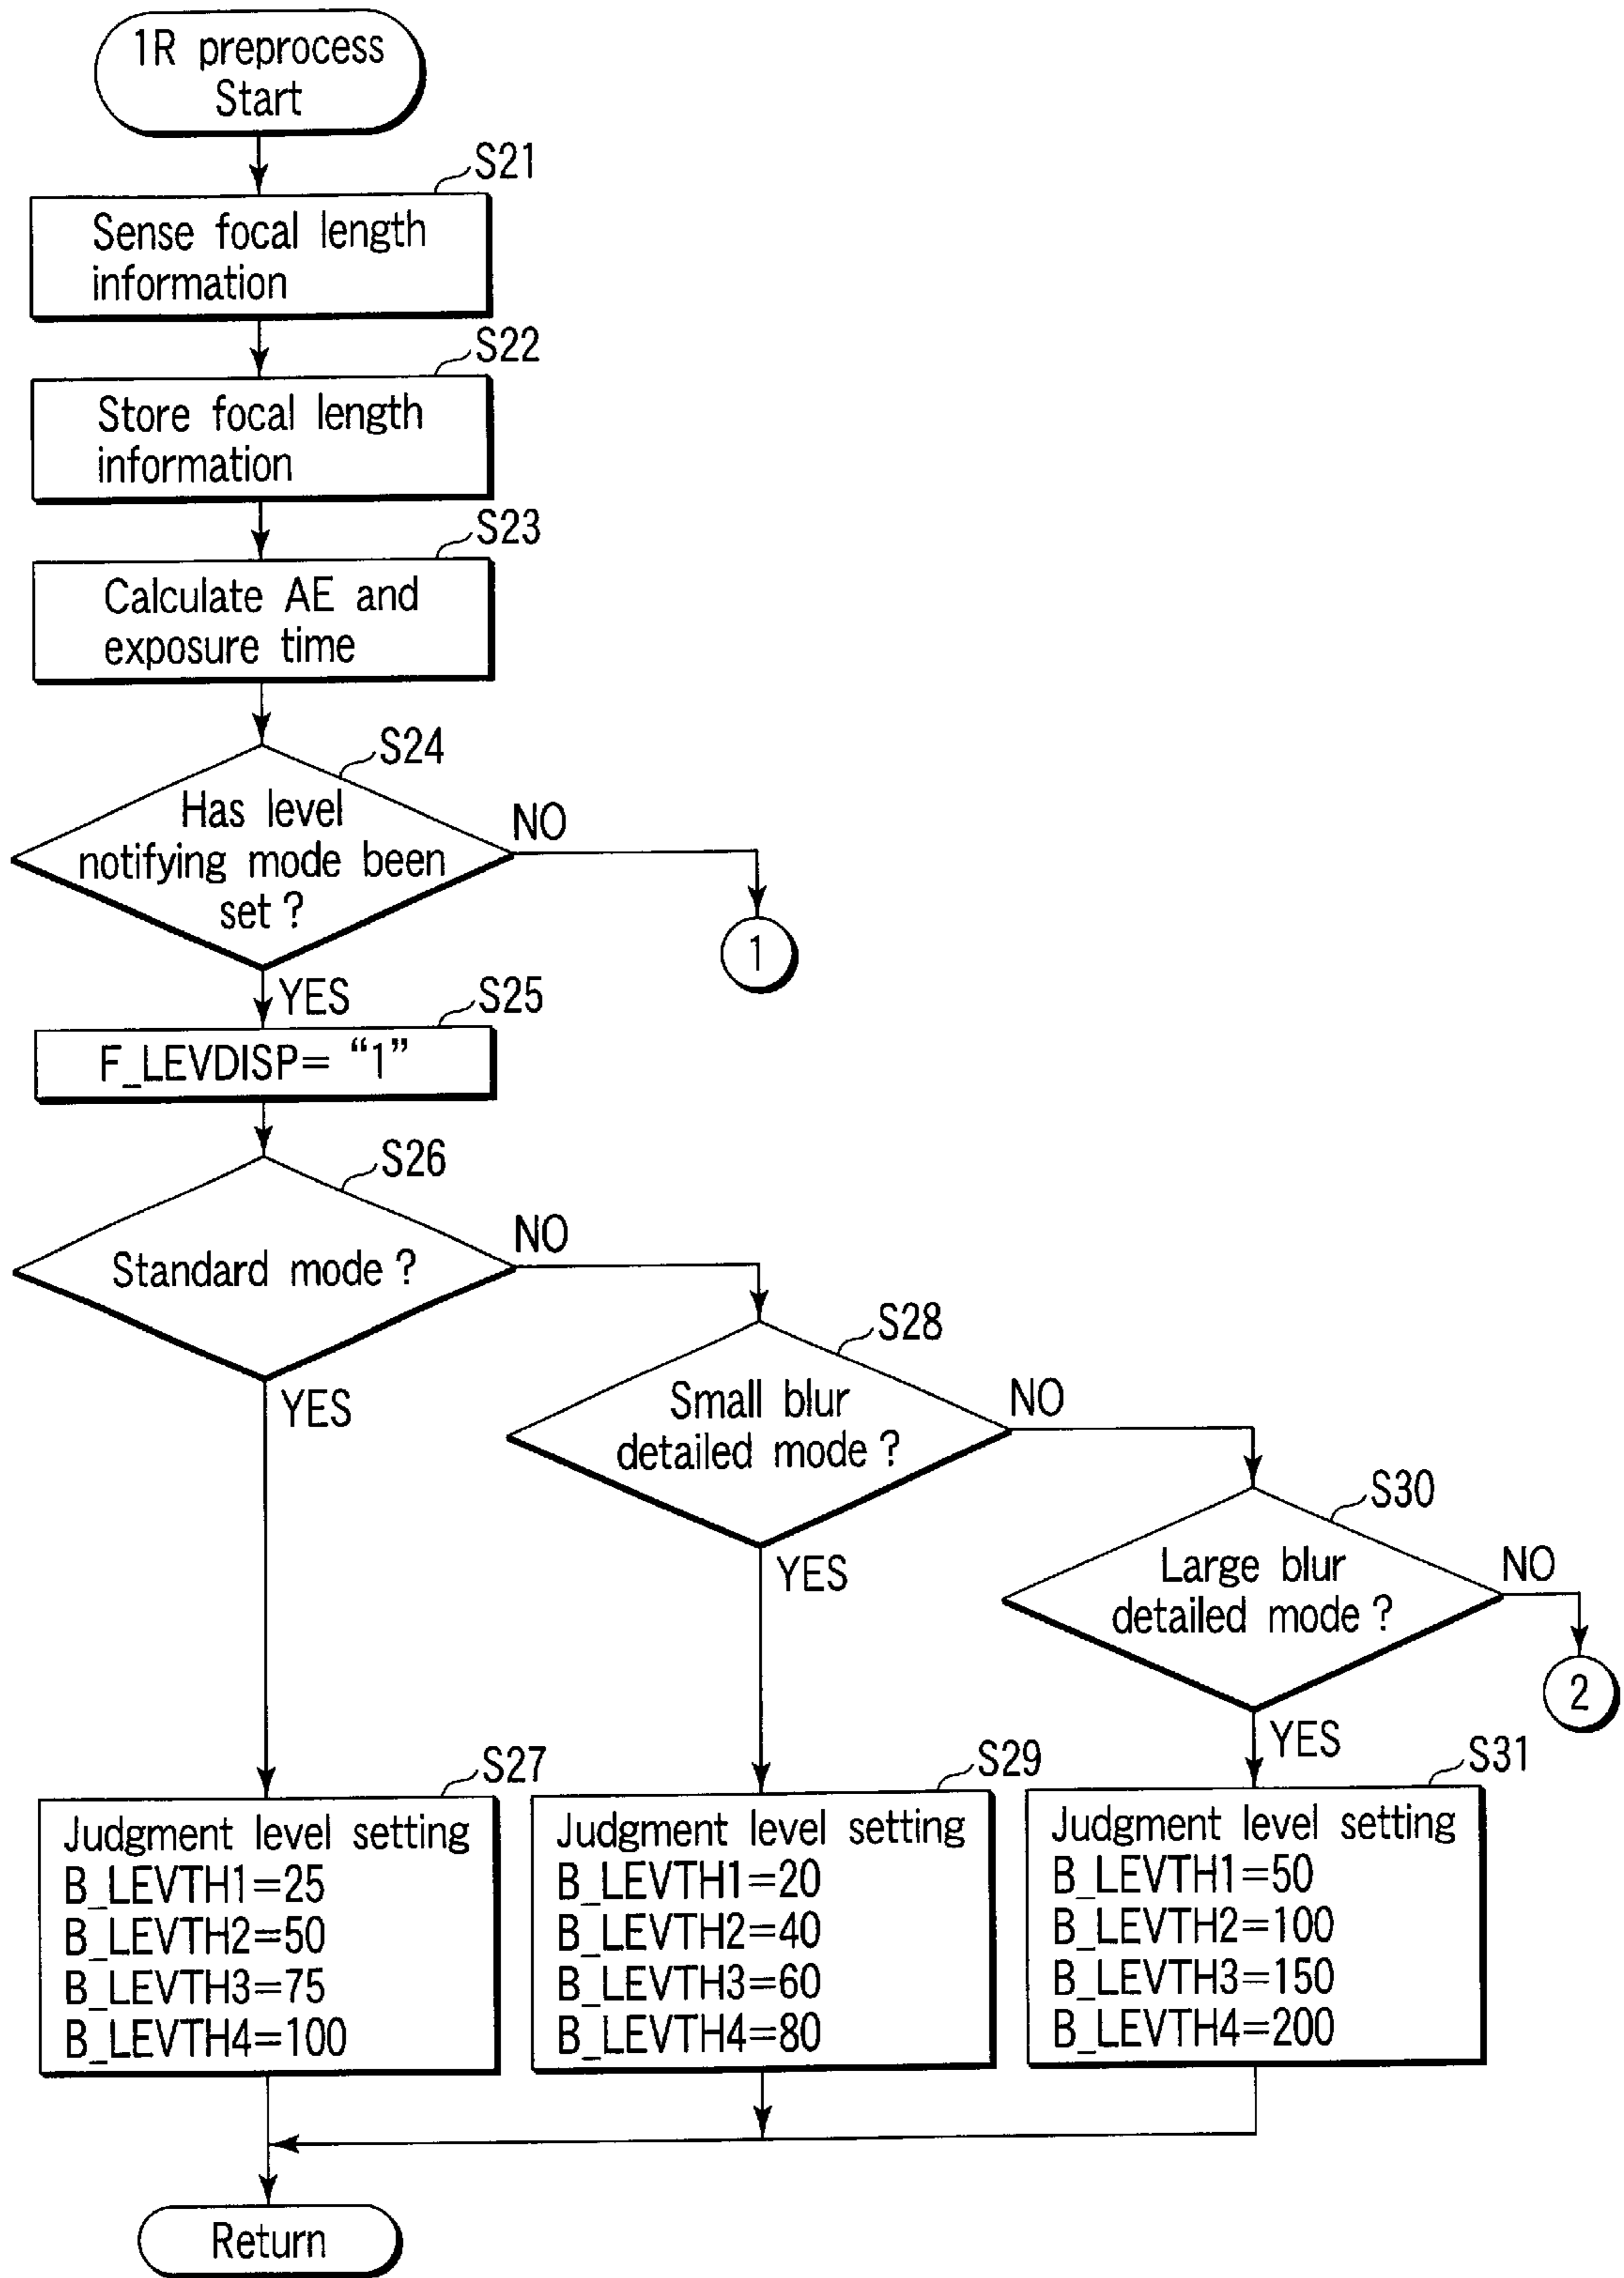 1R preprocess
Start
S21
Sense focal length
information
S22
Store focal length
information
S23
Calculate AE and
exposure time
S24
Has level
notifying mode been
set ?
NO
1
YES
S25
F_LEVDISP= “1”
S26
Standard mode ?
NO
YES
S28
Small blur
detailed mode ?
NO
YES
S30
Large blur
detailed mode ?
NO
2
YES
S27
Judgment level setting
B_LEVTH1=25
B_LEVTH2=50
B_LEVTH3=75
B_LEVTH4=100
S29
Judgment level setting
B_LEVTH1=20
B_LEVTH2=40
B_LEVTH3=60
B_LEVTH4=80
S31
Judgment level setting
B_LEVTH1=50
B_LEVTH2=100
B_LEVTH3=150
B_LEVTH4=200
Return